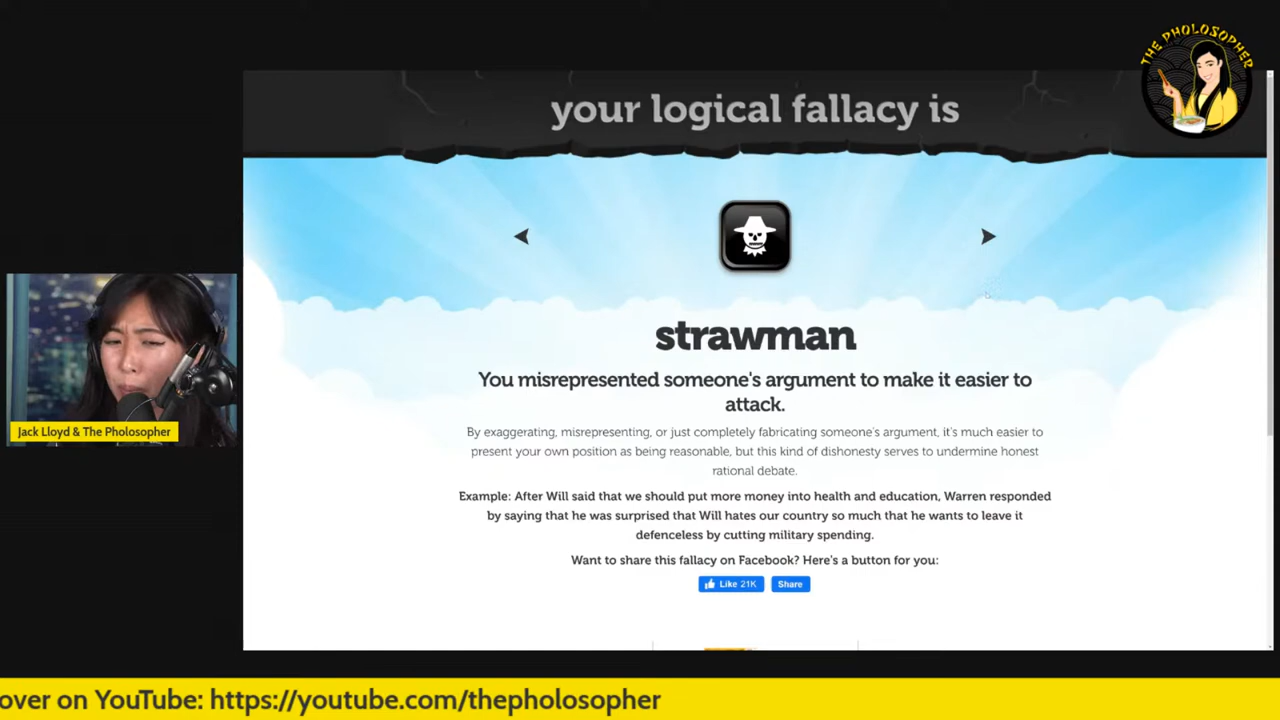 THE PHOLOSOPHER
your logical fallacy is
strawman
You misrepresented someone's argument to make it easier to
attack.
By exaggerating, misrepresenting, or just completely fabricating someone's argument, it's much easier to
present your own position as being reasonable, but this kind of dishonesty serves to undermine honest
rational debate.
Example: After Will said that we should put more money into health and education, Warren responded
by saying that he was surprised that Will hates our country so much that he wants to leave it
defenceless by cutting military spending.
Want to share this fallacy on Facebook? Here's a button for you:
Like 21K
Share
Jack Lloyd & The Pholosopher
over on YouTube: https://youtube.com/thepholosopher